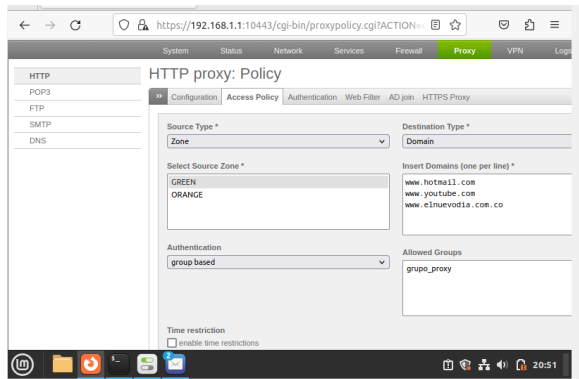 https://192.168.1.1:10443/cgi-bin/proxypolicy.cgi?ACTION=
System Status Network Services Firewall Proxy VPN Logs
HTTP
POP3
FTP
SMTP
DNS
HTTP proxy: Policy
» Configuration Access Policy Authentication Web Filter AD join HTTPS Proxy
Source Type * Destination Type *
Zone Domain
Select Source Zone * Insert Domains (one per line) *
GREEN www.hotmail.com
ORANGE www.youtube.com
www.elnuevodia.com.co
Authentication Allowed Groups
group based grupo_proxy
Time restriction
enable time restrictions
2
20:51